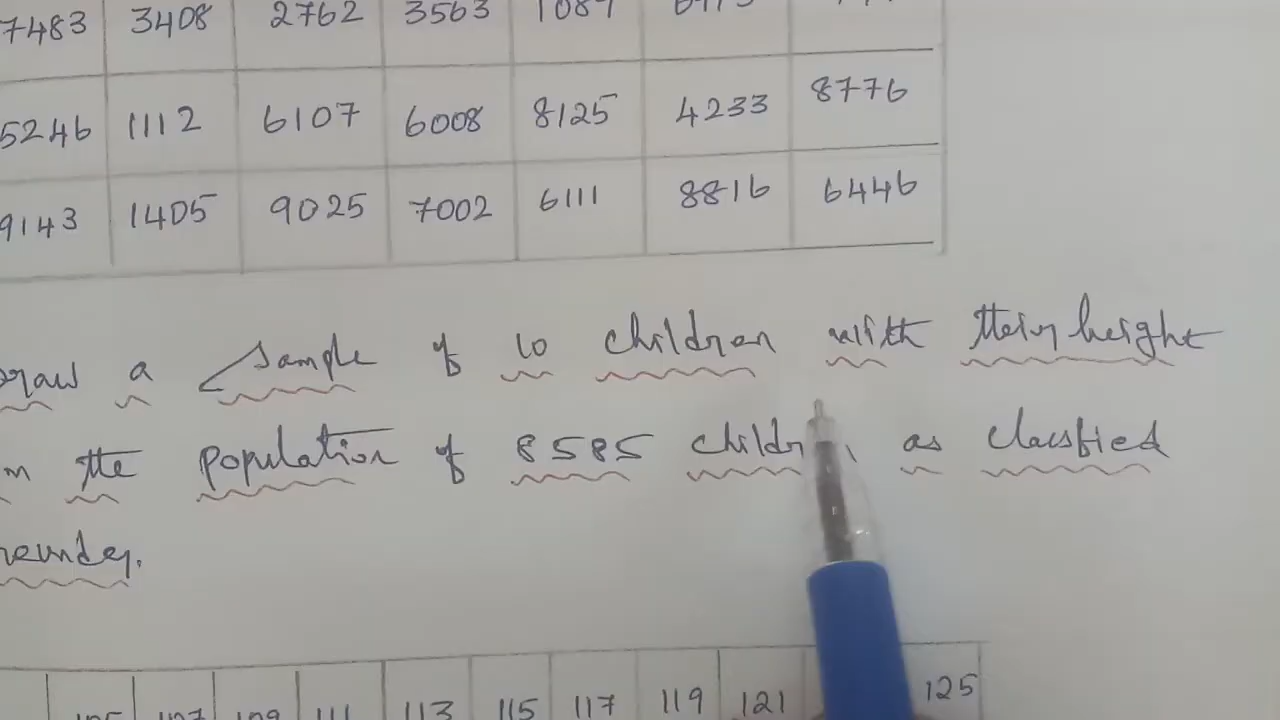 7483 3408 2762 3563
5246 1112 6107 6008 8125 4233 8776
9143 1405 9025 7002 6111 8816 6446
a sample of 10 children with their height
the population of 8585 as classified
111 113 115 117 119 121 125